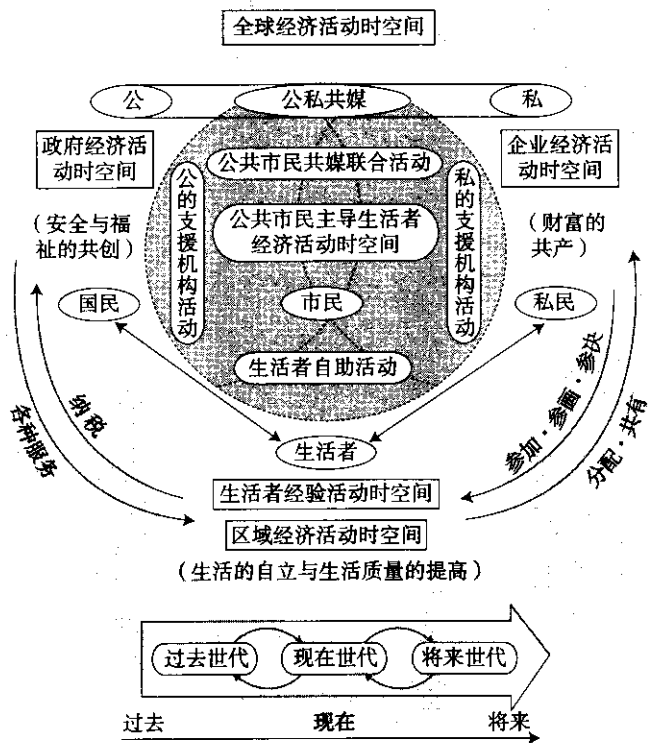 全球经济活动时空间
公
公私共媒
私
政府经济活
动时空间
企业经济活
动时空间
公共市民共媒联合活动
公的支援机构活动
私的支援机构活动
公共市民主导生活者
经济活动时空间
（安全与福
祉的共创）
（财富的
共产）
国民
市民
私民
生活者自助活动
各种服务
纳税
参加·参画·参决
分配·共有
生活者
生活者经验活动时空间
区域经济活动时空间
（生活的自立与生活质量的提高）
过去世代
现在世代
将来世代
过去
现在
将来